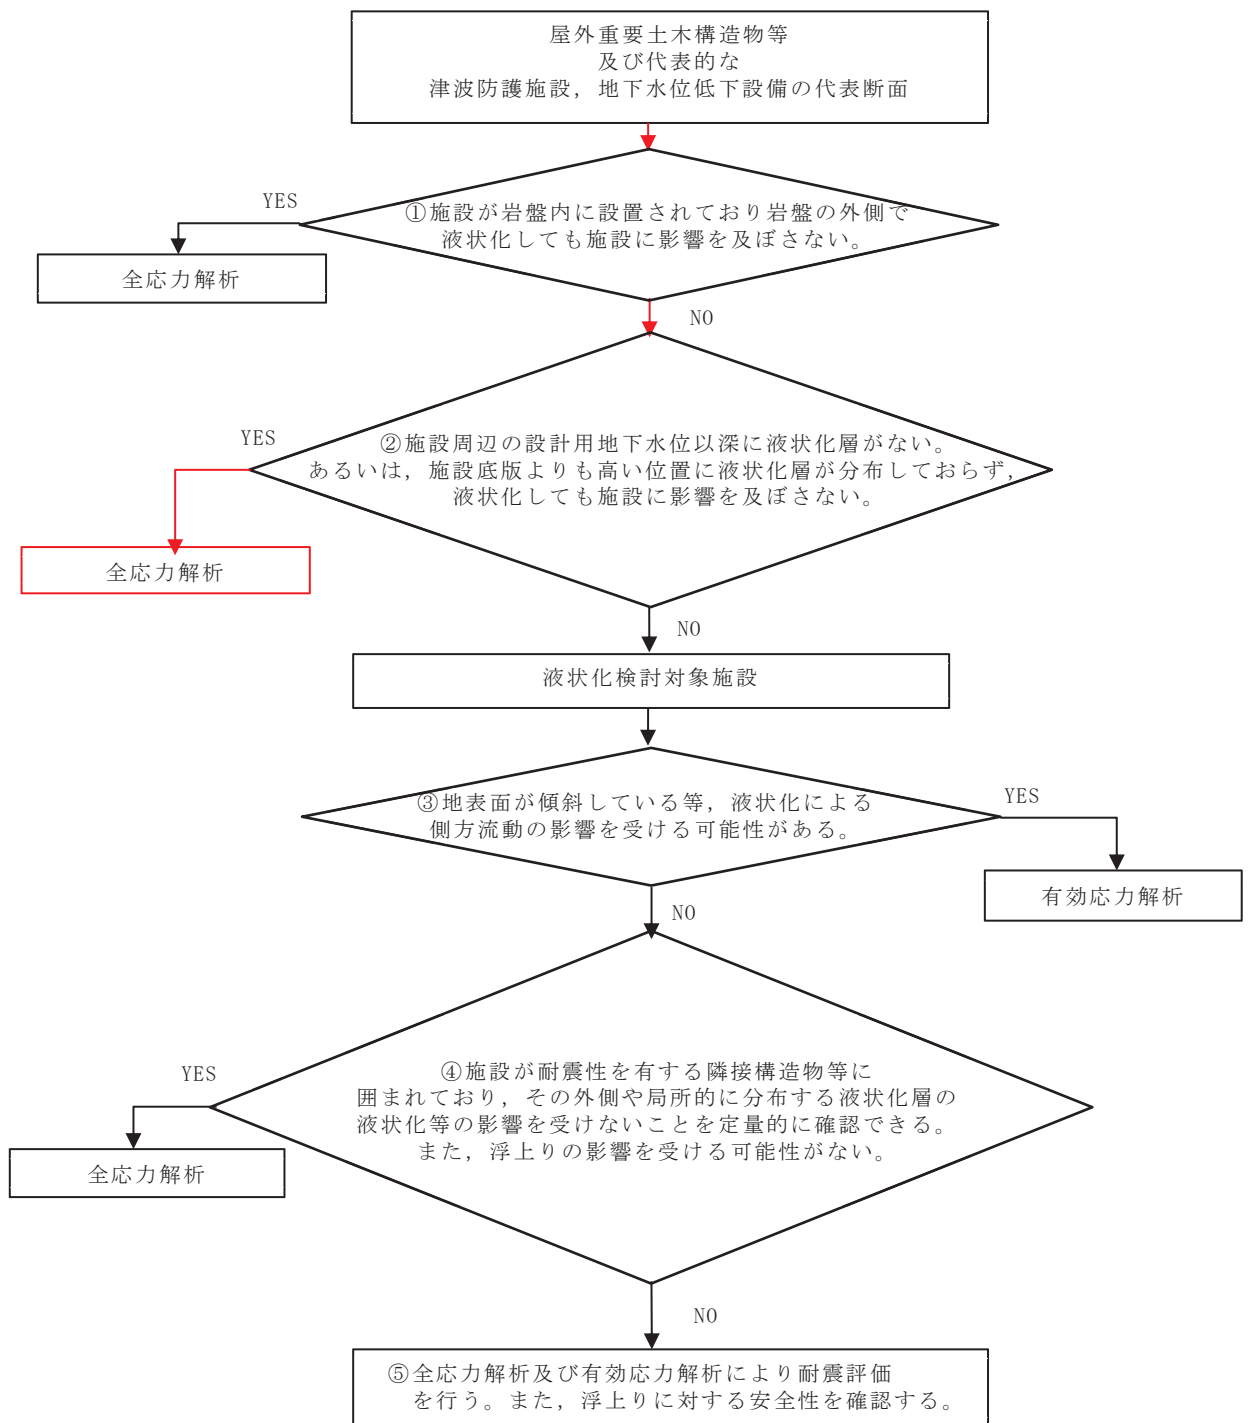 屋外重要土木構造物等
及び代表的な
津波防護施設，地下水位低下設備の代表断面
YES
①施設が岩盤内に設置されており岩盤の外側で
液状化しても施設に影響を及ぼさない。
全応力解析
NO
YES
②施設周辺の設計用地下水位以深に液状化層がない。
あるいは，施設底版よりも高い位置に液状化層が分布しておらず，
液状化しても施設に影響を及ぼさない。
全応力解析
NO
液状化検討対象施設
③地表面が傾斜している等，液状化による
側方流動の影響を受ける可能性がある。
YES
有効応力解析
NO
YES
④施設が耐震性を有する隣接構造物等に
囲まれており，その外側や局所的に分布する液状化層の
液状化等の影響を受けないことを定量的に確認できる。
また，浮上りの影響を受ける可能性がない。
全応力解析
NO
⑤全応力解析及び有効応力解析により耐震評価
を行う。また，浮上りに対する安全性を確認する。